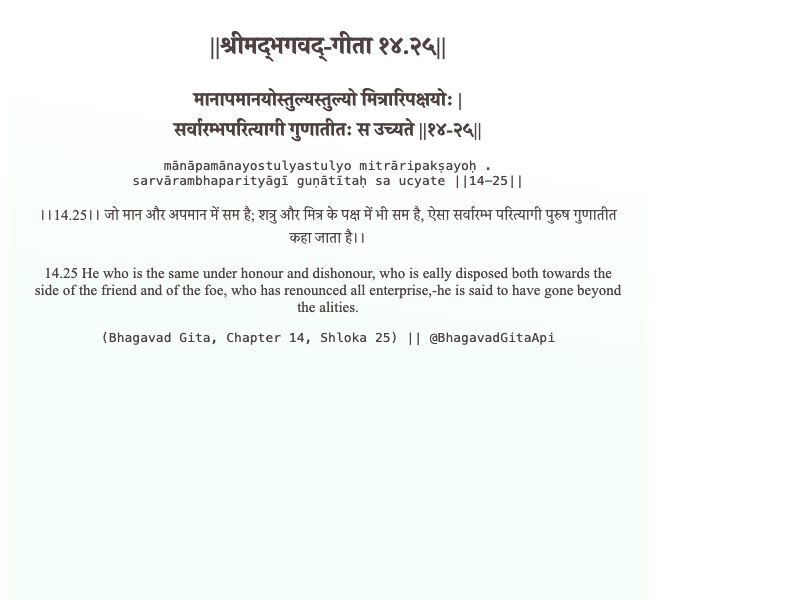 ||श्रीमद्‍भगवद्‍-गीता १४.२५||
मानापमानयोस्तुल्यस्तुल्यो मित्रारिपक्षयोः |
सर्वारम्भपरित्यागी गुणातीतः स उच्यते ||१४-२५||
mānāpamānayostulyastulyo mitrāripakṣayoḥ .
sarvārambhaparityāgī guṇātītaḥ sa ucyate ||14-25||
।।14.25।। जो मान और अपमान में सम है; शत्रु और मित्र के पक्ष में भी सम है, ऐसा सर्वारम्भ परित्यागी पुरुष गुणातीत
कहा जाता है।।
14.25 He who is the same under honour and dishonour, who is eally disposed both towards the
side of the friend and of the foe, who has renounced all enterprise,-he is said to have gone beyond
the alities.
(Bhagavad Gita, Chapter 14, Shloka 25) || @BhagavadGitaApi